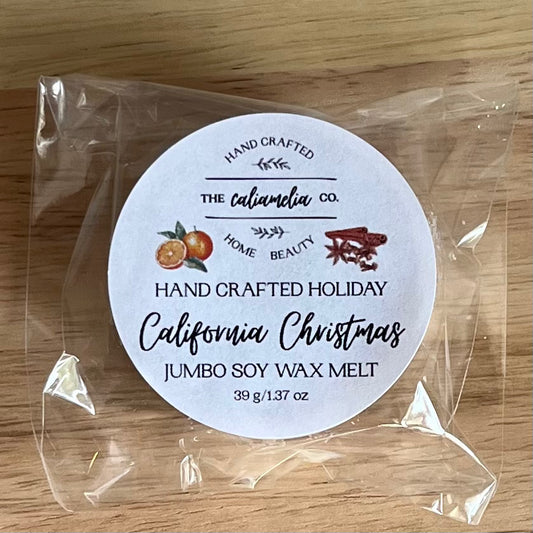 HAND CRAFTED
THE caliamelia CO.
HOME BEAUTY
HAND CRAFTED HOLIDAY
California Christmas
JUMBO SOY WAX MELT
39 g/1.37 oz